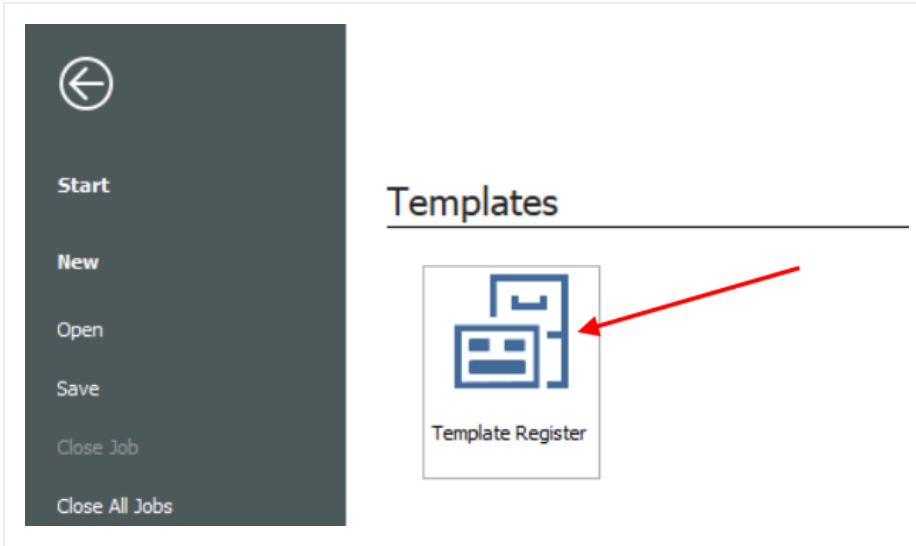 Start
New
Open
Save
Close Job
Close All Jobs
Templates
Template Register